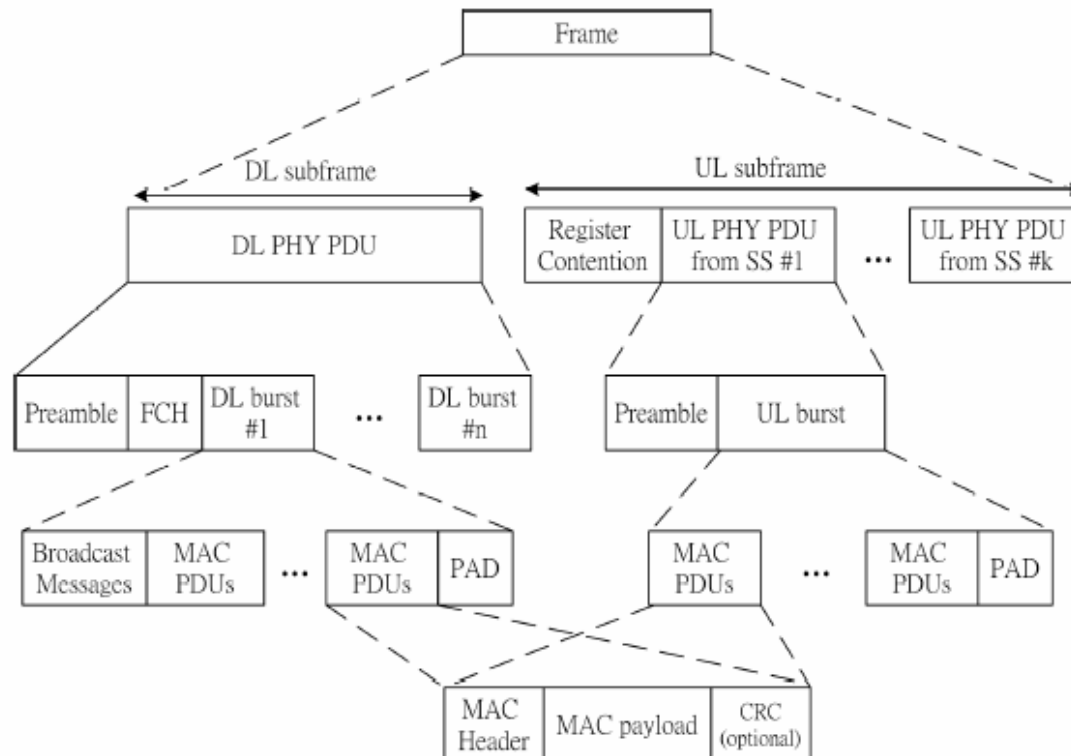 Frame
DL subframe
UL subframe
DL PHY PDU
Register
Contention
UL PHY PDU
from SS #1
...
UL PHY PDU
from SS #k
Preamble
FCH
DL burst
#1
...
DL burst
#n
Preamble
UL burst
Broadcast
Messages
MAC
PDUs
...
MAC
PDUs
PAD
MAC
PDUs
...
MAC
PDUs
PAD
MAC
Header
MAC payload
CRC
(optional)